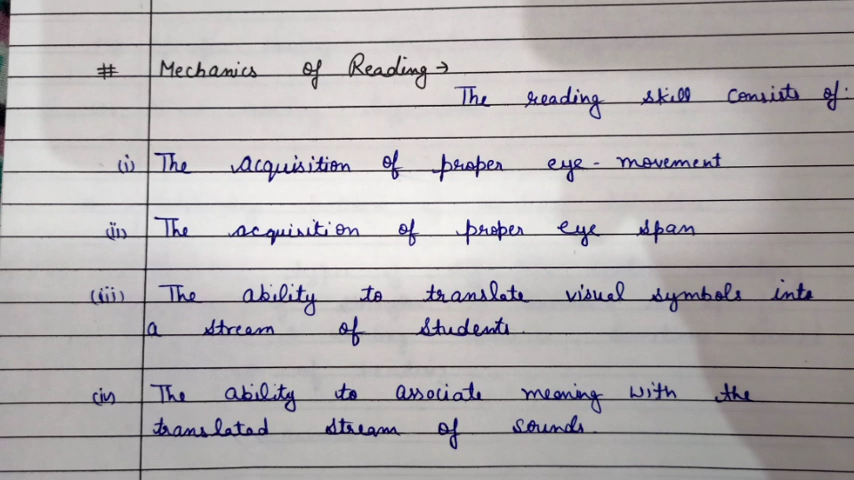 # Mechanics of Reading →
The reading skill consists of:
(i) The acquisition of proper eye-movement
(ii) The acquisition of proper eye span
(iii) The ability to translate visual symbols into
a stream of students.
(iv) The ability to associate meaning with the
translated stream of sounds.